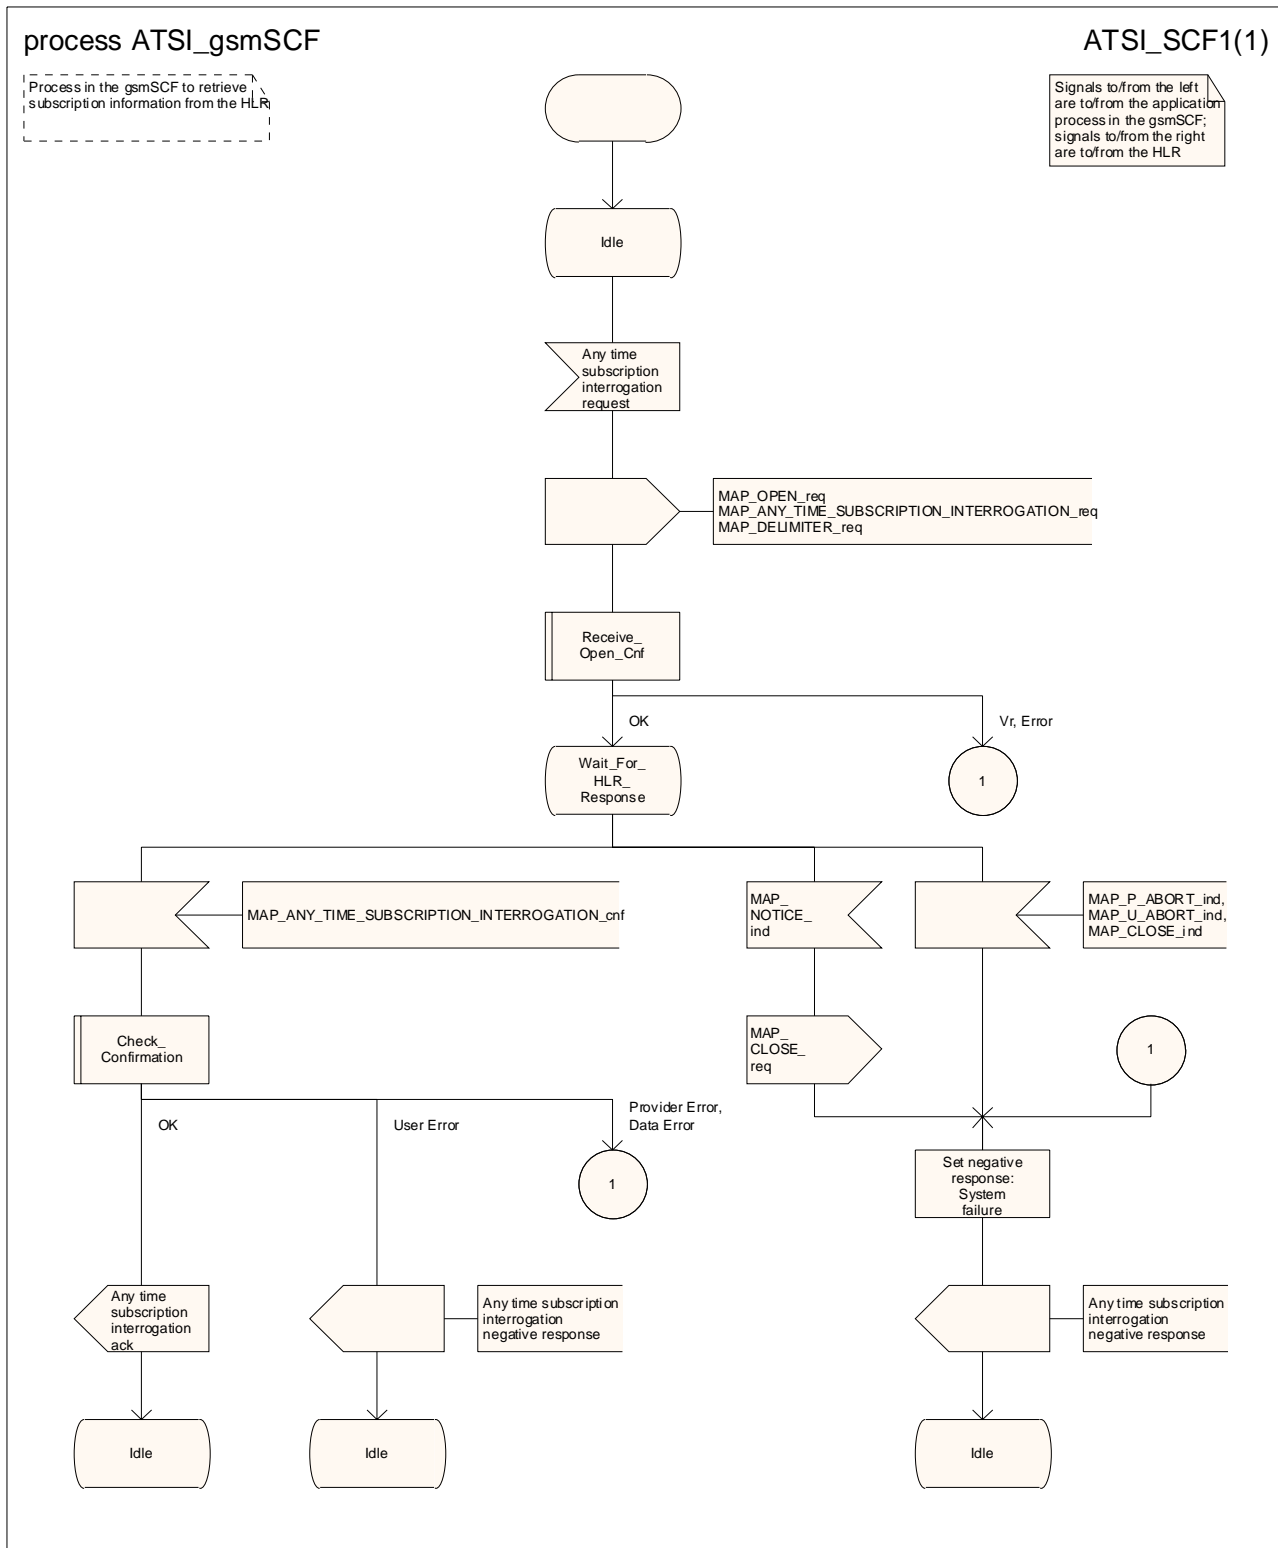 process ATSI_gsmSCF
ATSI_SCF1(1)
Process in the gsmSCF to retrieve
subscription information from the HLR
Signals to/from the left
are to/from the application
process in the gsmSCF;
signals to/from the right
are to/from the HLR
Idle
Any time
subscription
interrogation
request
MAP_OPEN_req
MAP_ANY_TIME_SUBSCRIPTION_INTERROGATION_req
MAP_DELIMITER_req
Receive_
Open_Cnf
OK
Vr, Error
Wait_For_
HLR_
Response
1
MAP_ANY_TIME_SUBSCRIPTION_INTERROGATION_cnf
MAP_
NOTICE_
ind
MAP_P_ABORT_ind,
MAP_U_ABORT_ind,
MAP_CLOSE_ind
Check_
Confirmation
MAP_
CLOSE_
req
1
OK
User Error
Provider Error,
Data Error
1
Set negative
response:
System
failure
Any time
subscription
interrogation
ack
Any time subscription
interrogation
negative response
Any time subscription
interrogation
negative response
Idle
Idle
Idle